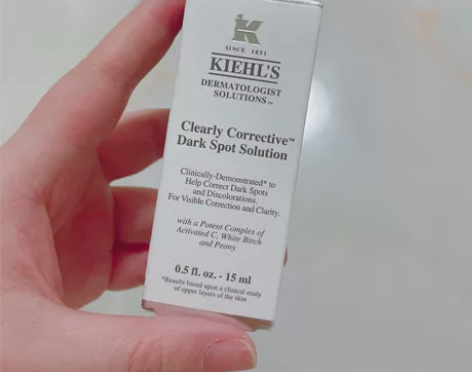 K
SINCE 1851
KIEHL'S
DERMATOLOGIST
SOLUTIONS™
Clearly Corrective™
Dark Spot Solution
Clinically-Demonstrated* to
Help Correct Dark Spots
and Discolorations.
For Visible Correction and Clarity.
with a Potent Complex of
Activated C, White Birch
and Peony
0.5 fl. oz. - 15 ml
*Results based upon a clinical study
of upper layers of the skin